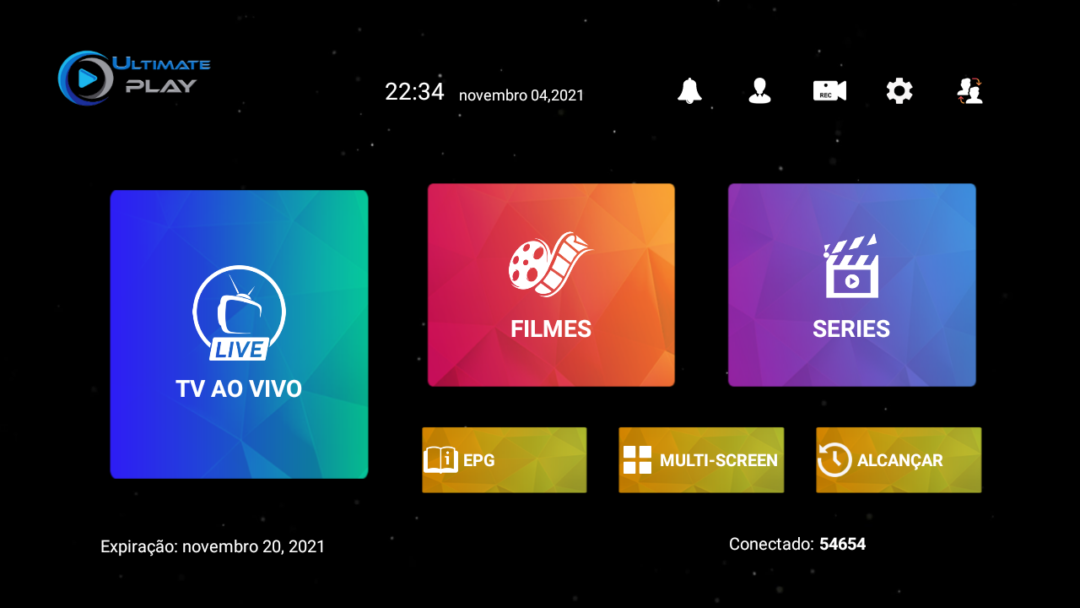 ULTIMATE
PLAY
22:34 novembro 04,2021
REC
LIVE
TV AO VIVO
FILMES
SERIES
EPG
MULTI-SCREEN
ALCANÇAR
Expiração: novembro 20, 2021
Conectado: 54654